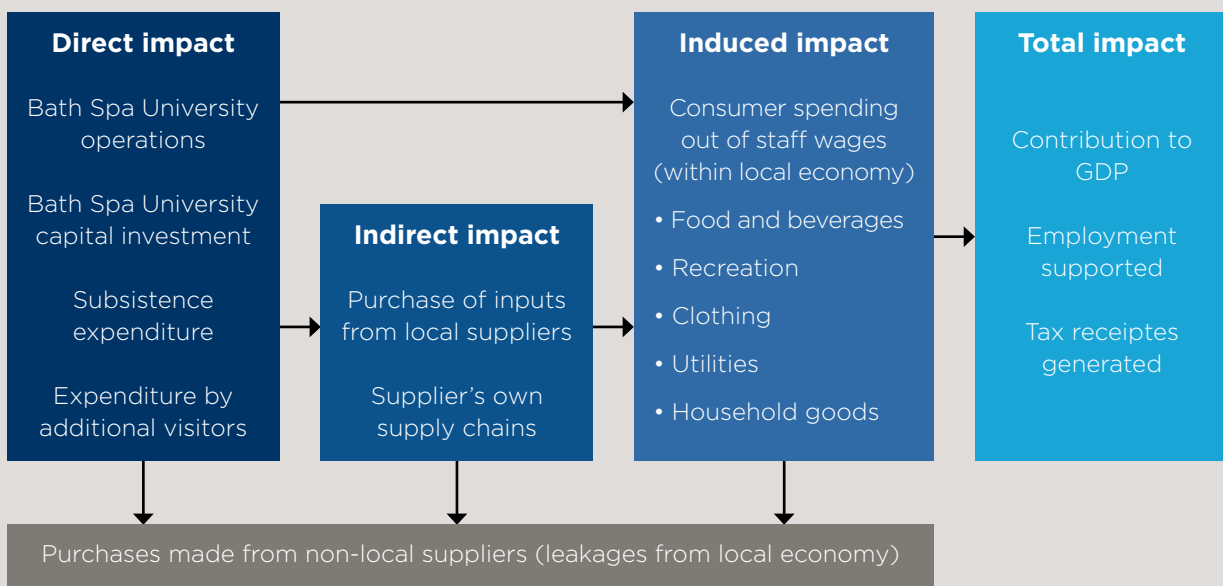 Direct impact
Bath Spa University
operations
Bath Spa University
capital investment
Subsistence
expenditure
Expenditure by
additional visitors
Indirect impact
Purchase of inputs
from local suppliers
Supplier’s own
supply chains
Induced impact
Consumer spending
out of staff wages
(within local economy)
• Food and beverages
• Recreation
• Clothing
• Utilities
• Household goods
Total impact
Contribution to
GDP
Employment
supported
Tax receiptes
generated
Purchases made from non-local suppliers (leakages from local economy)